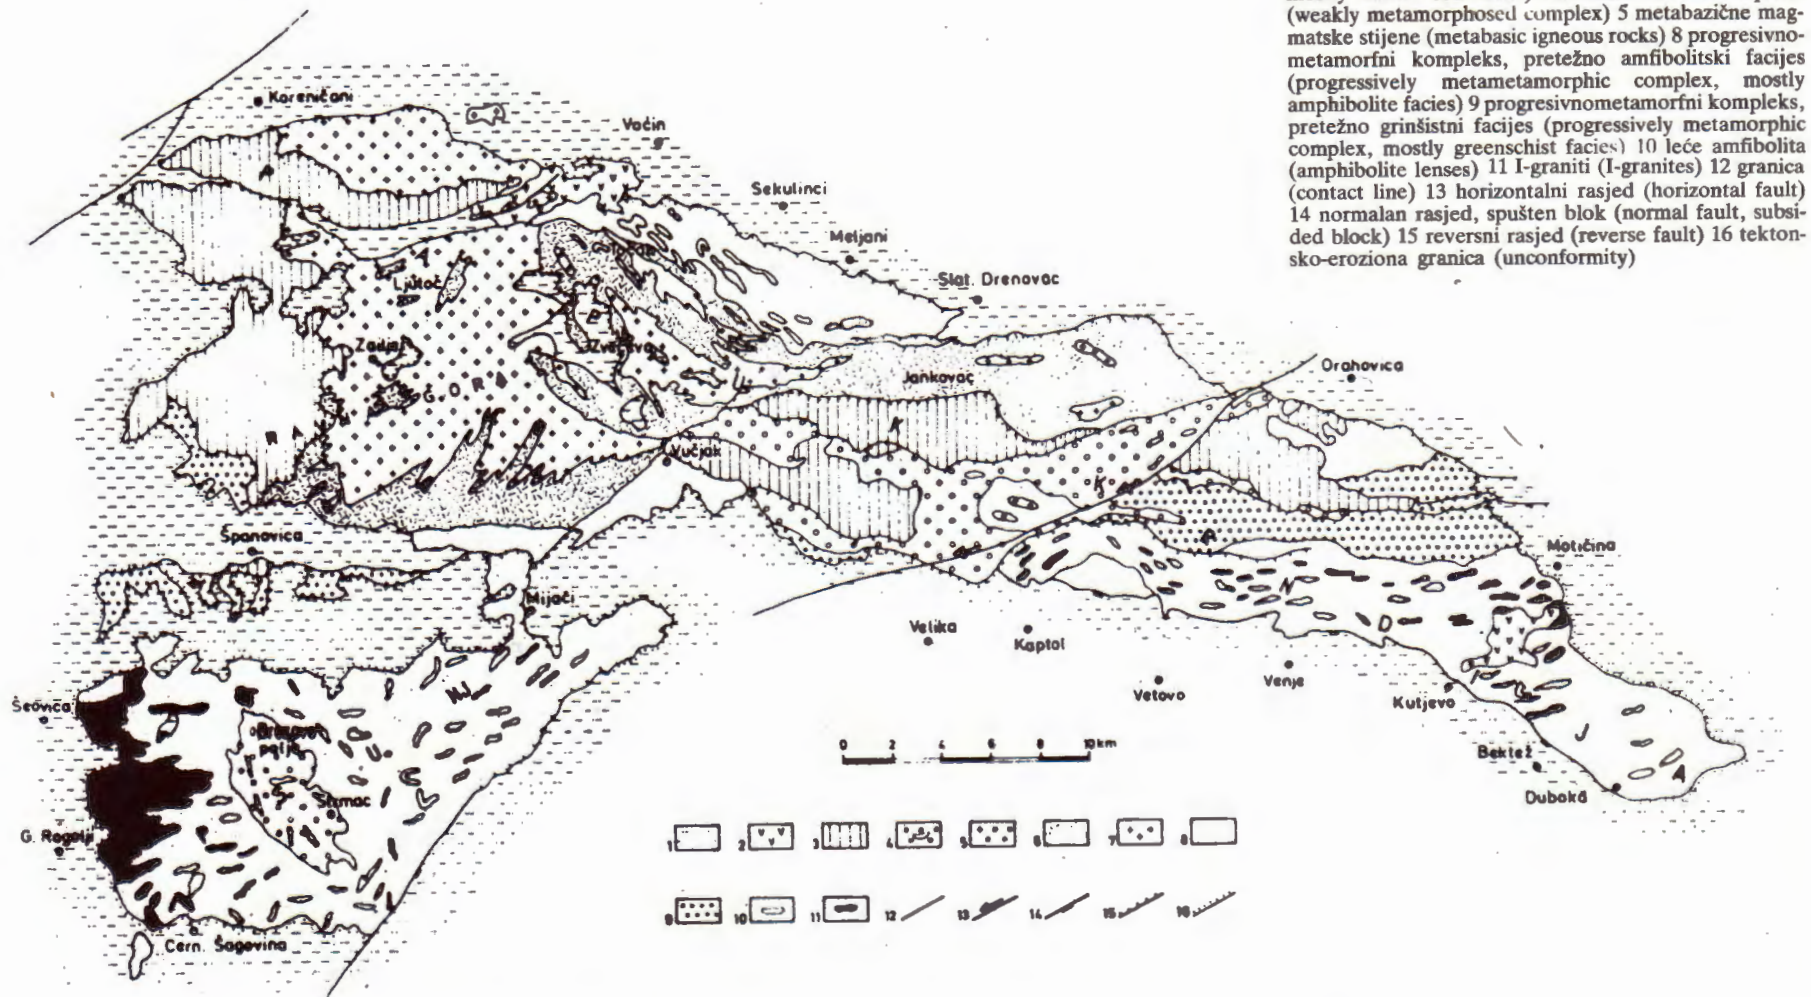 (weakly metamorphosed complex) 5 metabazične mag-
matske stijene (metabasic igneous rocks) 8 progresivno-
metamorfni kompleks, pretežno amfibolitski facijes
(progressively metametamorphic complex, mostly
amphibolite facies) 9 progresivnometamorfni kompleks,
pretežno grinšistni facijes (progressively metamorphic
complex, mostly greenschist facies) 10 leće amfibolita
(amphibolite lenses) 11 I-graniti (I-granites) 12 granica
(contact line) 13 horizontalni rasjed (horizontal fault)
14 normalan rasjed, spušten blok (normal fault, subsi-
ded block) 15 reversni rasjed (reverse fault) 16 tekton-
sko-eroziona granica (unconformity)
Koreničani
Voćin
Sekulinci
Meljani
Slat. Drenovac
Ljutoč
Jankovac
Orahovica
G O R A
Vučjak
K
K
Španovica
Motičina
Mijači
N
D
Velika
Kaptol
Vetovo
Venje
Kutjevo
Šeovica
polje
J
Bektež
A
Duboka
Strmac
G. Rogolji
Cern. Šagovina
0 2 4 6 8 10 km
1 2 3 4 5 6 7 8
9 10 11 12 13 14 15 16